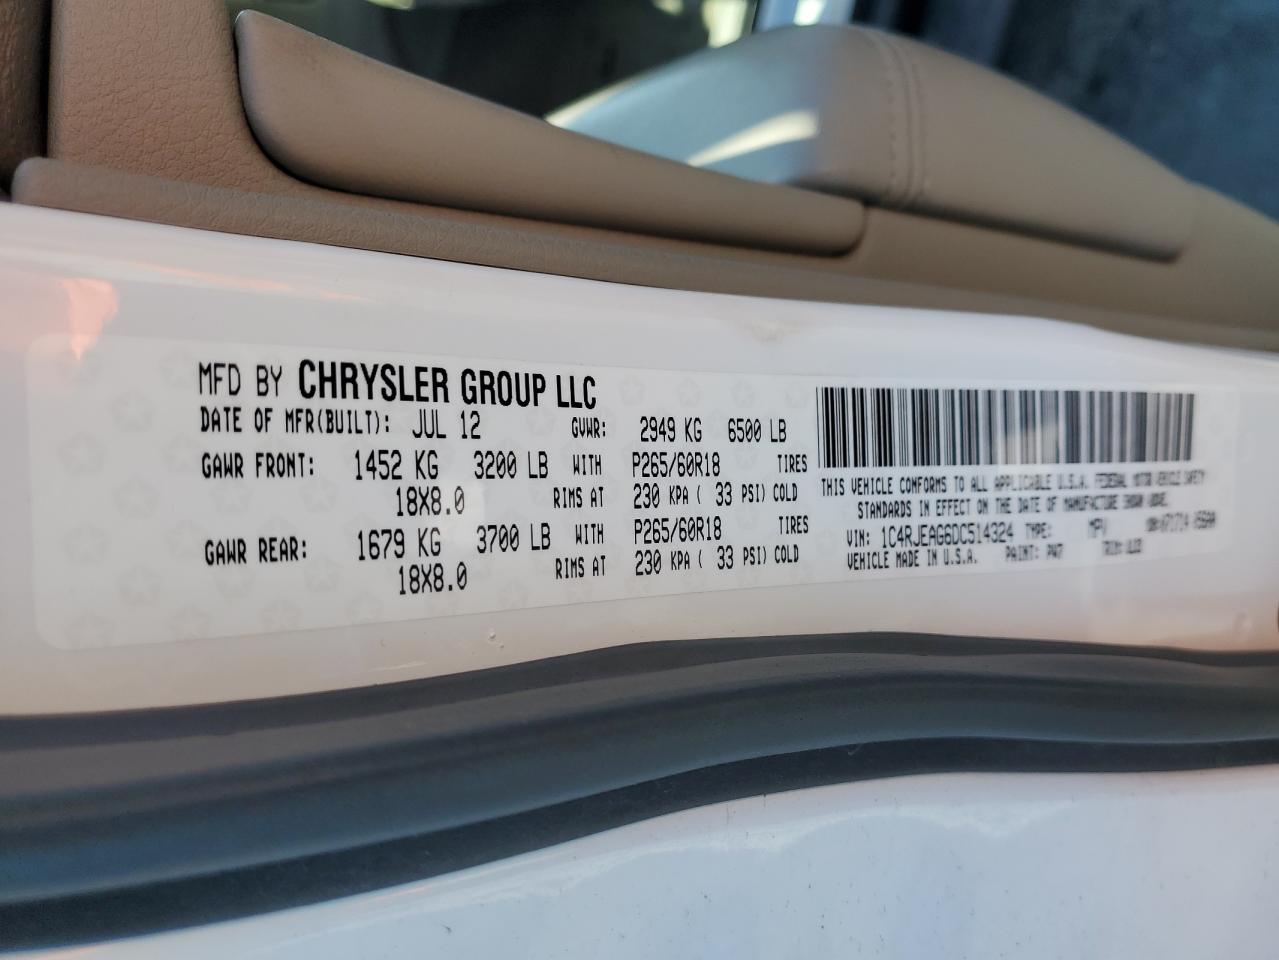 MFD BY CHRYSLER GROUP LLC
DATE OF MFR(BUILT): JUL 12 GVWR: 2949 KG 6500 LB
GAWR FRONT: 1452 KG 3200 LB WITH P265/60R18 TIRES
18X8.0 RIMS AT 230 KPA ( 33 PSI) COLD
GAWR REAR: 1679 KG 3700 LB WITH P265/60R18 TIRES
18X8.0 RIMS AT 230 KPA ( 33 PSI) COLD
THIS VEHICLE CONFORMS TO ALL APPLICABLE U.S.A. FEDERAL MOTOR VEHICLE SAFETY
STANDARDS IN EFFECT ON THE DATE OF MANUFACTURE SHOWN ABOVE.
VIN: 1C4RJEAG6DC514324 TYPE: MPV
VEHICLE MADE IN U.S.A. PAINT: PW7 TRIM: